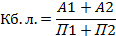 Кб. л. = (А1 + А2) / (П1 + П2)